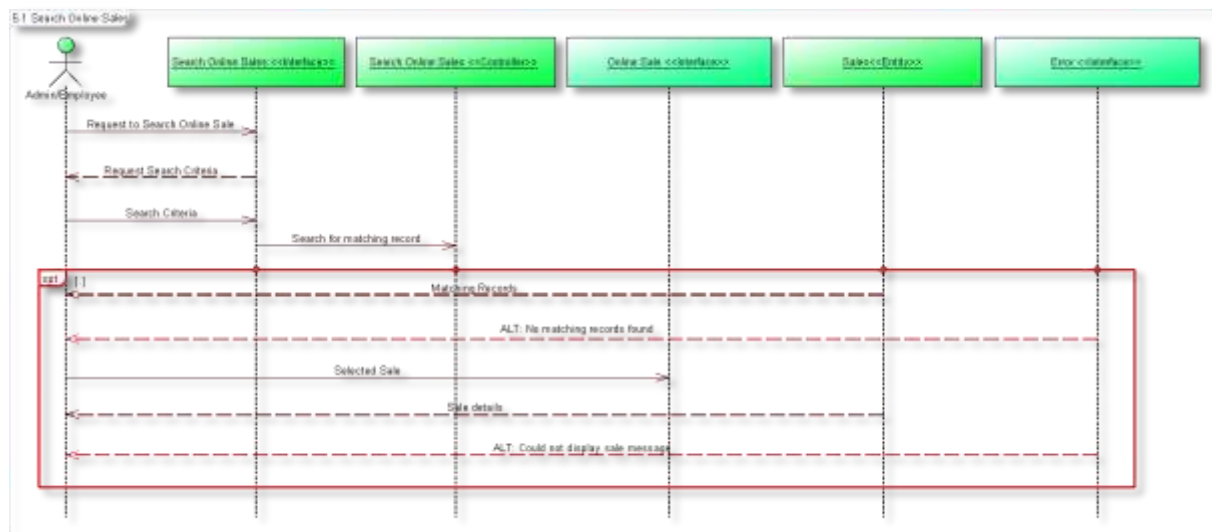 5.1 Search Online Sales
Search Online Sales <<Interface>>
Search Online Sales <<Controller>>
Online Sale <<Interface>>
Sales<<Entity>>
Error <<Interface>>
Admin/Employee
Request to Search Online Sale
Request Search Criteria
Search Criteria
Search for matching record
opt
[ ]
Matching Records
ALT: No matching records found
Selected Sale
Sale details
ALT: Could not display sale message